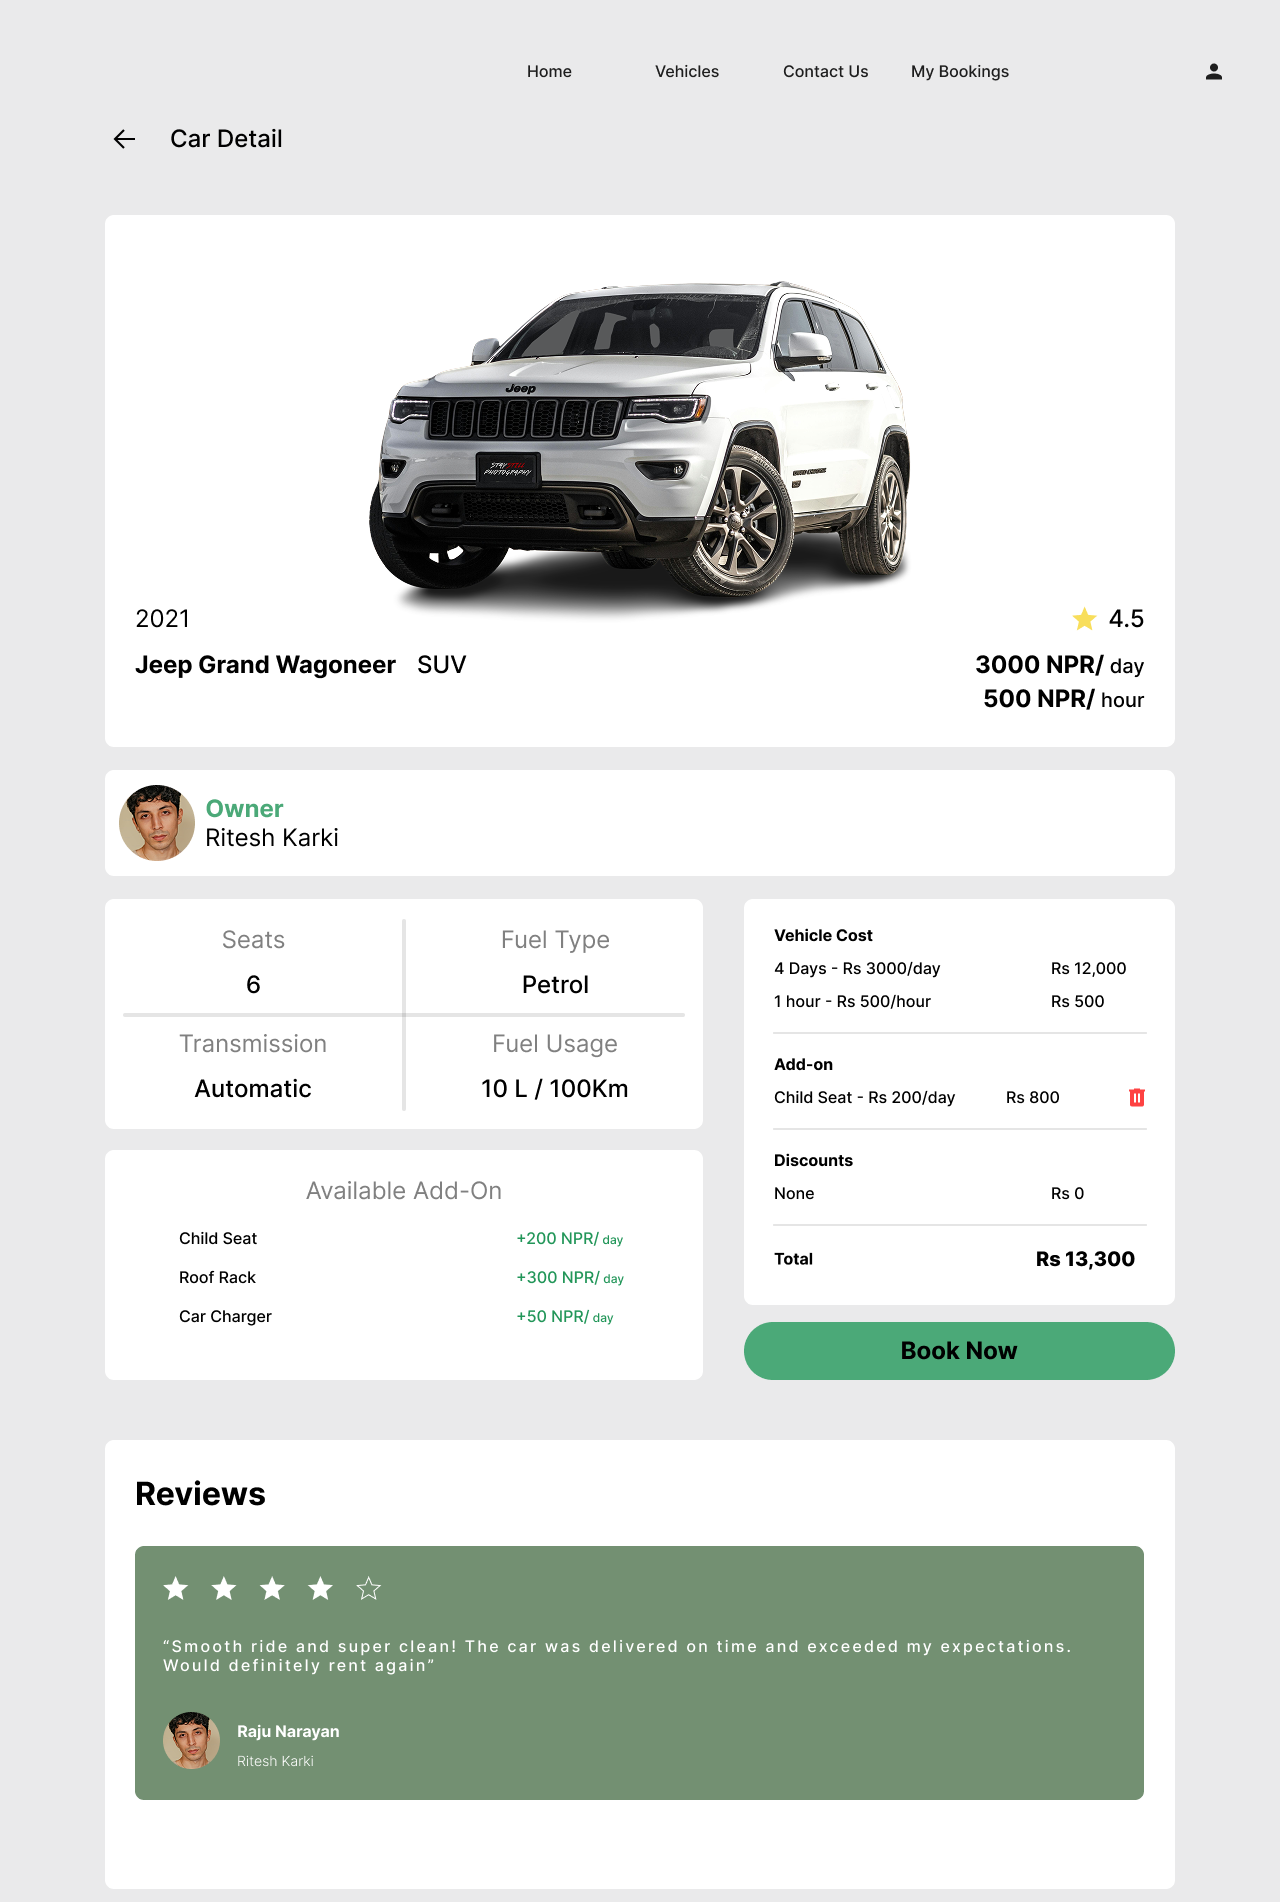 Home Vehicles Contact Us My Bookings
Car Detail
Jeep
STAY
PHOTOGRAPHY
2021 4.5
Jeep Grand Wagoneer SUV 3000 NPR/ day
500 NPR/ hour
Owner
Ritesh Karki
Seats Fuel Type
6 Petrol
Transmission Fuel Usage
Automatic 10 L / 100Km
Available Add-On
Child Seat +200 NPR/ day
Roof Rack +300 NPR/ day
Car Charger +50 NPR/ day
Vehicle Cost
4 Days - Rs 3000/day Rs 12,000
1 hour - Rs 500/hour Rs 500
Add-on
Child Seat - Rs 200/day Rs 800
Discounts
None Rs 0
Total Rs 13,300
Book Now
Reviews
“Smooth ride and super clean! The car was delivered on time and exceeded my expectations.
Would definitely rent again”
Raju Narayan
Ritesh Karki